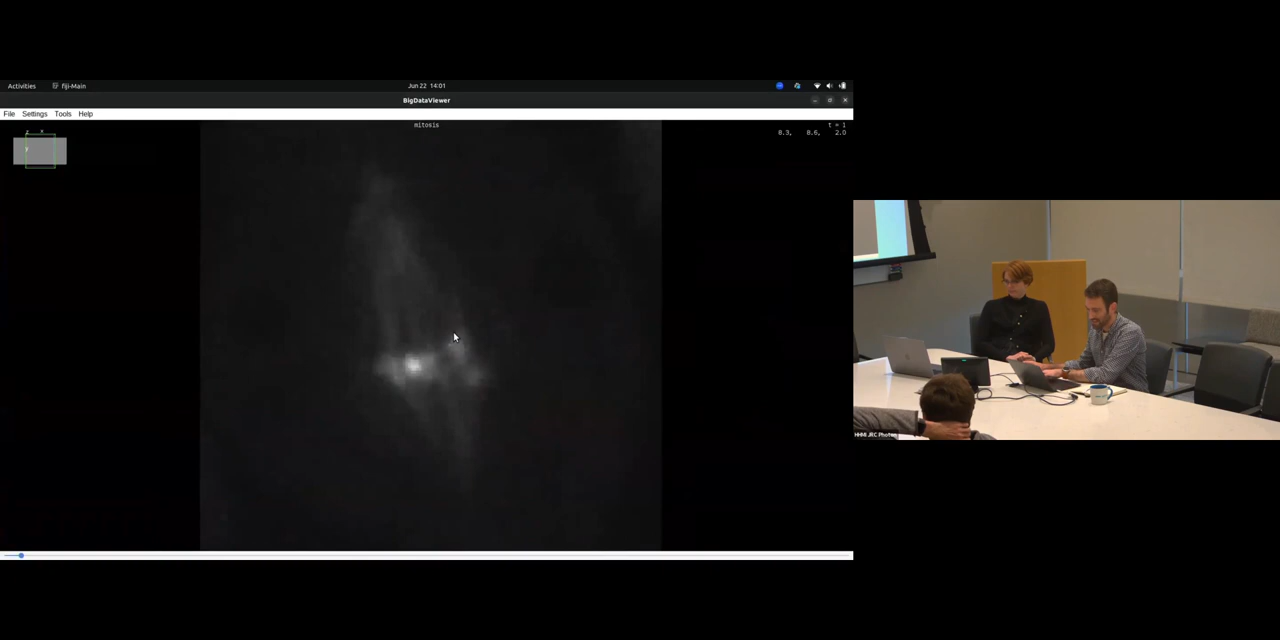 Activities fiji-Main Jun 22 14:01
BigDataViewer
File Settings Tools Help
mitosis
t = 1
8.3, 8.6, 2.0
z x
y
HHMI JRC Photon